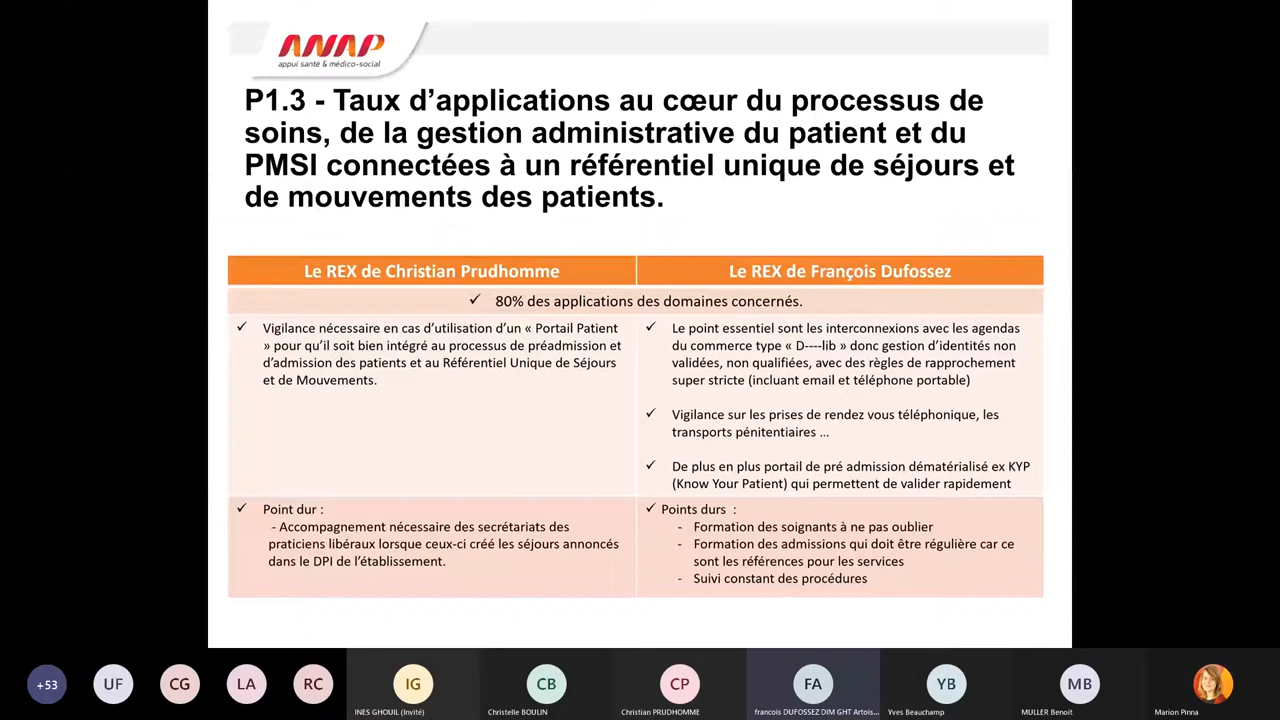 ANAP
appui santé & médico-social
P1.3 - Taux d’applications au cœur du processus de
soins, de la gestion administrative du patient et du
PMSI connectées à un référentiel unique de séjours et
de mouvements des patients.
Le REX de Christian Prudhomme
Le REX de François Dufossez
✓ 80% des applications des domaines concernés.
✓ Vigilance nécessaire en cas d’utilisation d’un « Portail Patient
» pour qu’il soit bien intégré au processus de préadmission et
d’admission des patients et au Référentiel Unique de Séjours
et de Mouvements.
✓ Le point essentiel sont les interconnexions avec les agendas
du commerce type « D----lib » donc gestion d’identités non
validées, non qualifiées, avec des règles de rapprochement
super stricte (incluant email et téléphone portable)
✓ Vigilance sur les prises de rendez vous téléphonique, les
transports pénitentiaires ...
✓ De plus en plus portail de pré admission dématérialisé ex KYP
(Know Your Patient) qui permettent de valider rapidement
✓ Point dur :
- Accompagnement nécessaire des secrétariats des
praticiens libéraux lorsque ceux-ci créé les séjours annoncés
dans le DPI de l’établissement.
✓ Points durs :
- Formation des soignants à ne pas oublier
- Formation des admissions qui doit être régulière car ce
sont les références pour les services
- Suivi constant des procédures
+53
UF
CG
LA
RC
IG
CB
CP
FA
YB
MB
INES GHOUIL (Invité)
Christelle BOULIN
Christian PRUDHOMME
francois DUFOSSEZ DIM GHT Artois...
Yves Beauchamp
MULLER Benoit
Marion Pinna